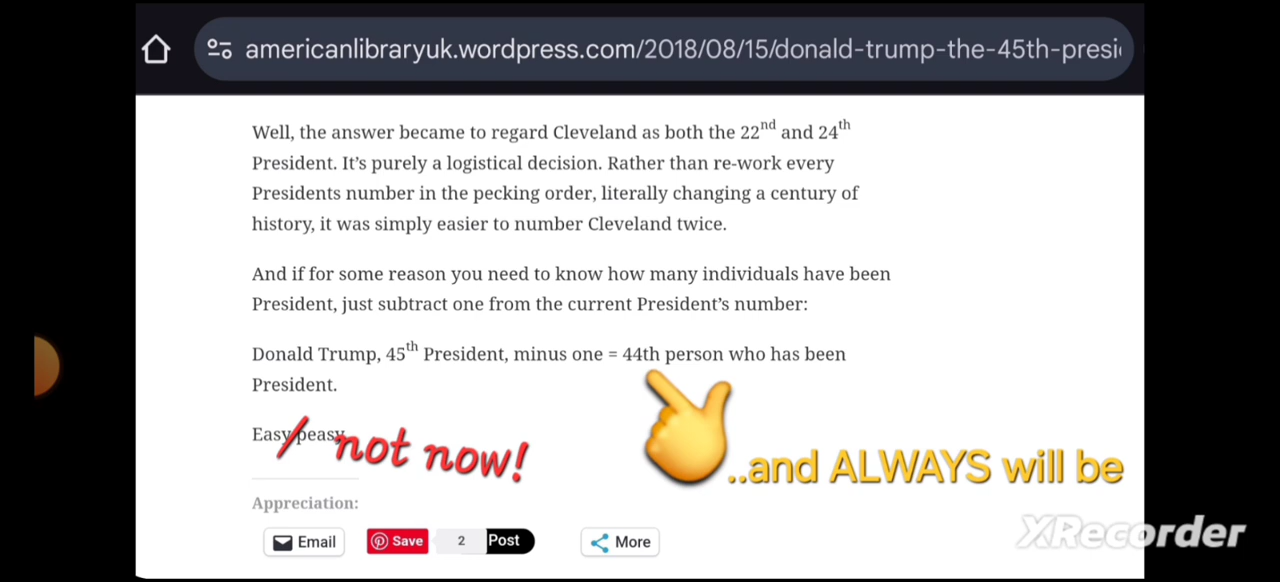 americanlibraryuk.wordpress.com/2018/08/15/donald-trump-the-45th-presi
Well, the answer became to regard Cleveland as both the 22nd and 24th
President. It’s purely a logistical decision. Rather than re-work every
Presidents number in the pecking order, literally changing a century of
history, it was simply easier to number Cleveland twice.
And if for some reason you need to know how many individuals have been
President, just subtract one from the current President’s number:
Donald Trump, 45th President, minus one = 44th person who has been
President.
Easy peasy
/ not now!
..and ALWAYS will be
Appreciation:
Email Save 2 Post More
XRecorder